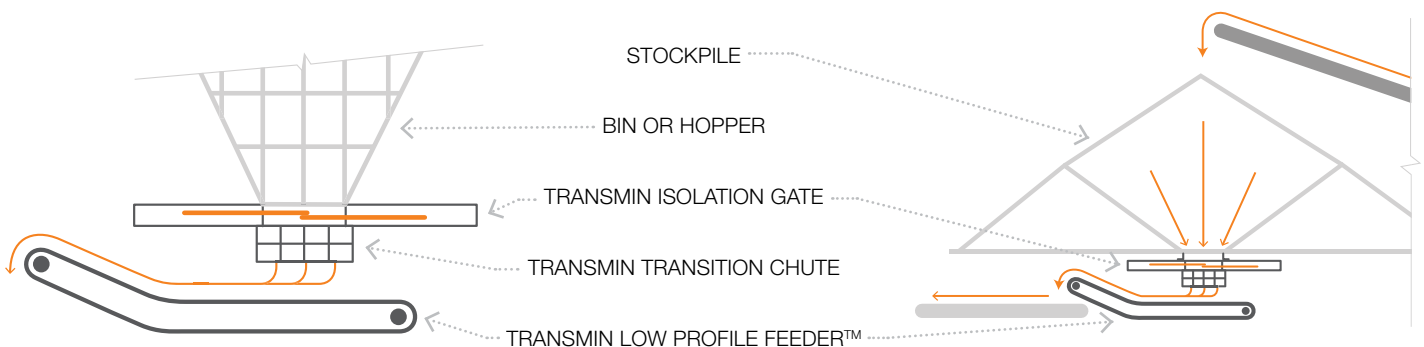 STOCKPILE
BIN OR HOPPER
TRANSMIN ISOLATION GATE
TRANSMIN TRANSITION CHUTE
TRANSMIN LOW PROFILE FEEDER™